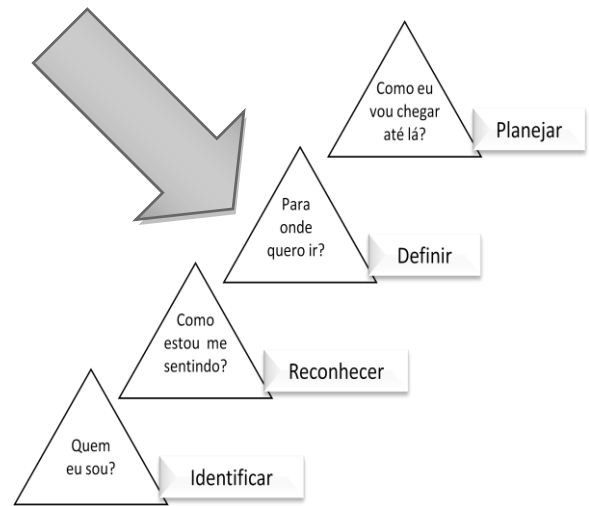 Como eu
vou chegar
até lá?
Planejar
Para
onde
quero ir?
Definir
Como
estou me
sentindo?
Reconhecer
Quem
eu sou?
Identificar